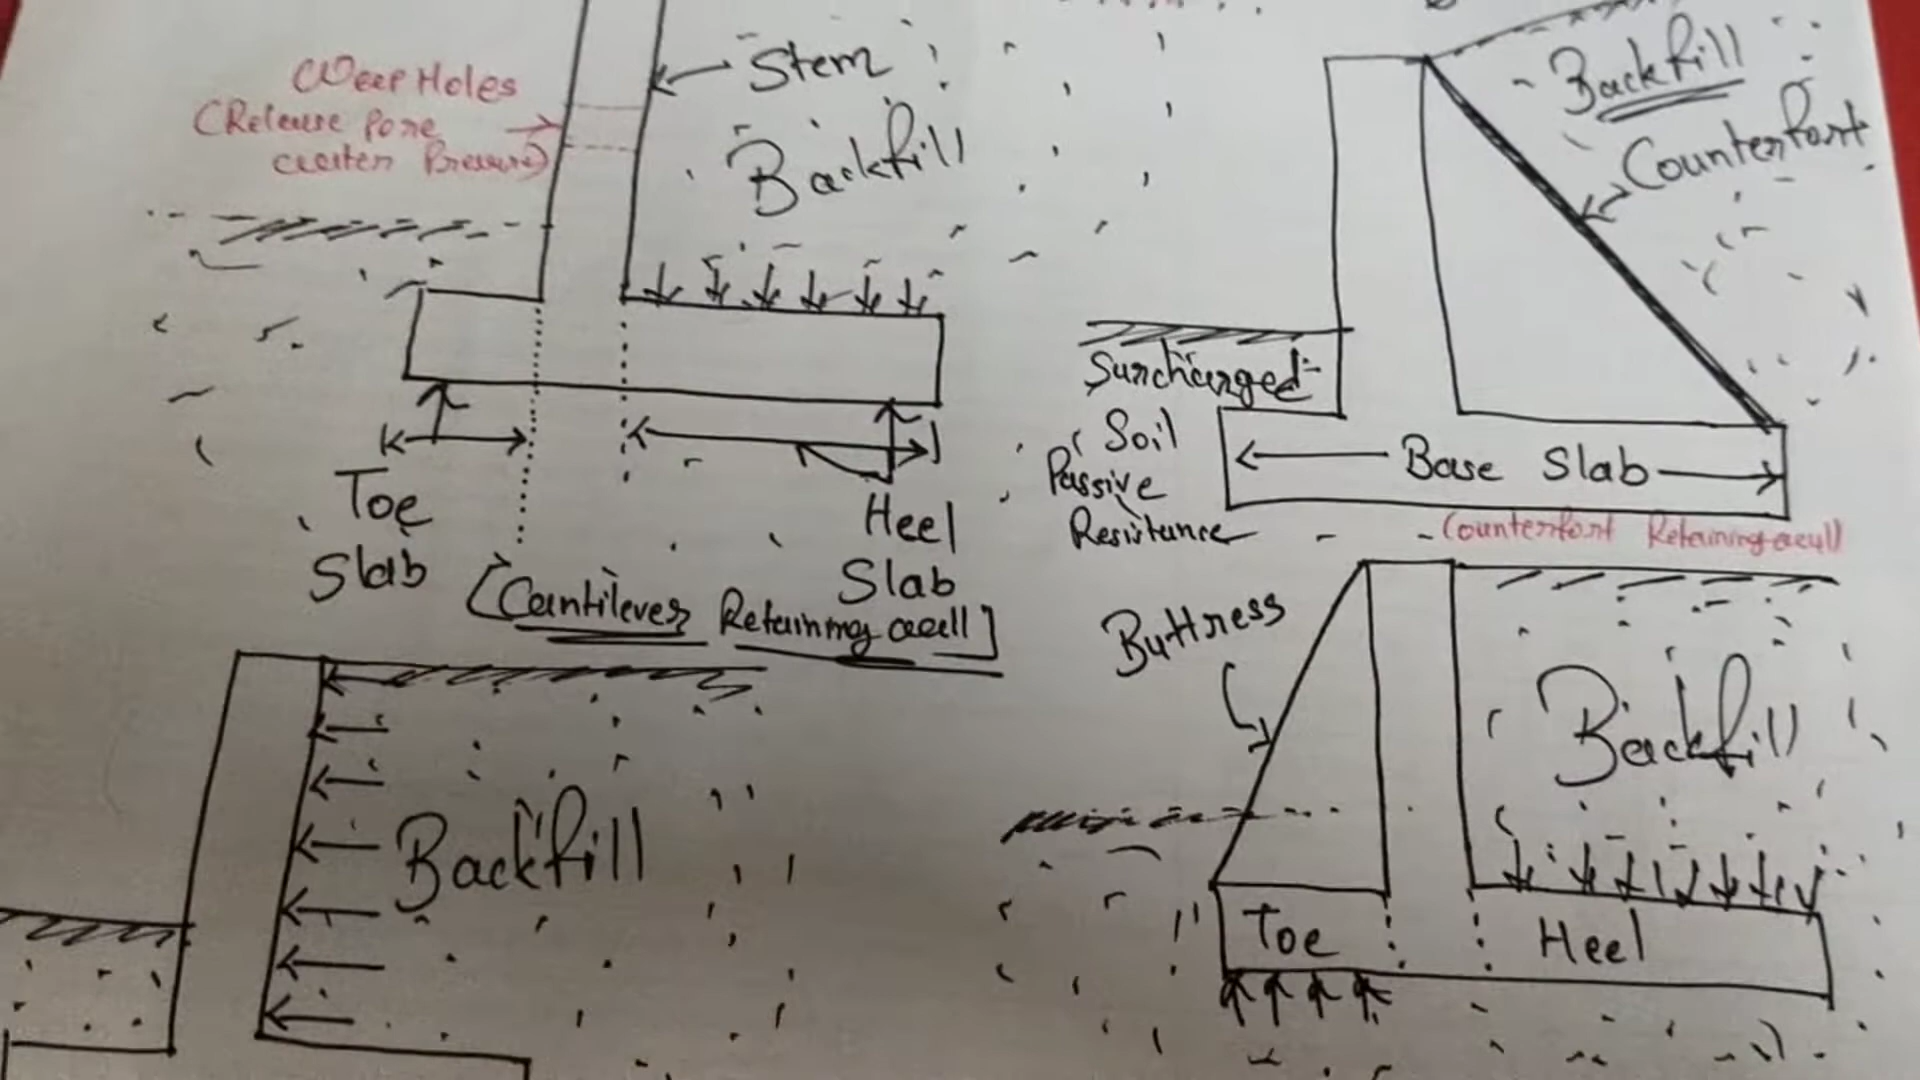 Weep Holes
(Release Pore
water Pressure)
Stem
Backfill
Toe
Slab
Heel
Slab
[Cantilever Retaining wall]
Backfill
Counterfort
Surcharged
Soil
Passive
Resistance
Base Slab
Counterfort Retaining wall
Backfill
Buttress
Backfill
Toe
Heel